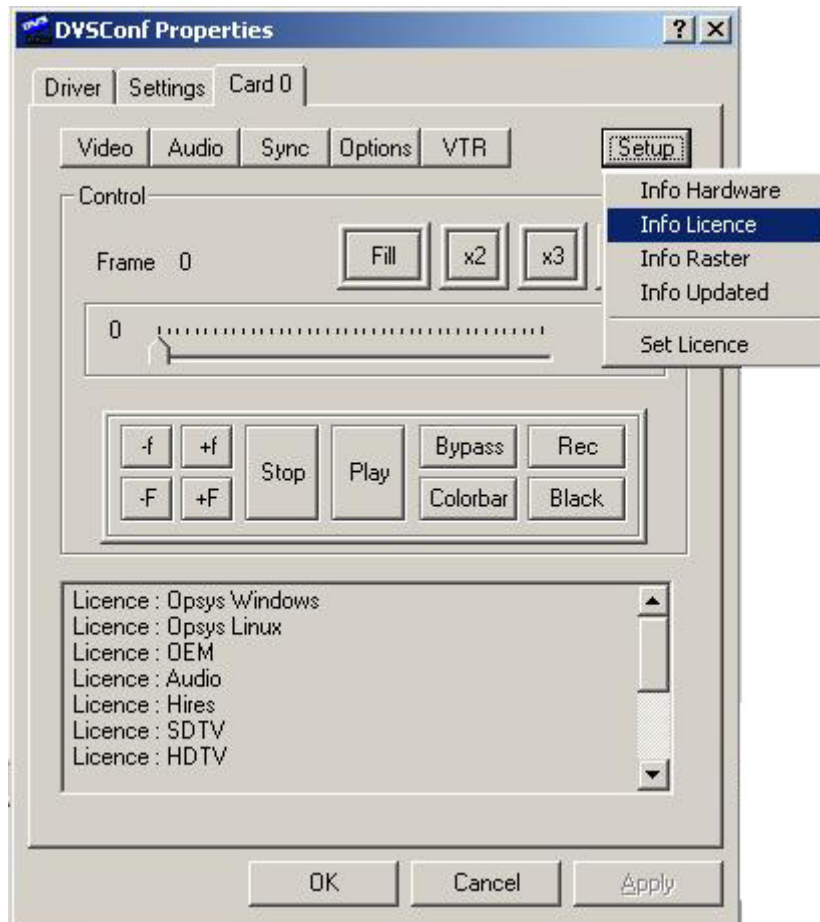 DVSConf Properties
Driver Settings Card 0
Video Audio Sync Options VTR Setup
Info Hardware
Info Licence
Info Raster
Info Updated
Set Licence
Control
Frame 0 Fill x2 x3
0
-f +f Stop Play Bypass Rec
-F +F Colorbar Black
Licence : Opsys Windows
Licence : Opsys Linux
Licence : OEM
Licence : Audio
Licence : Hires
Licence : SDTV
Licence : HDTV
OK Cancel Apply